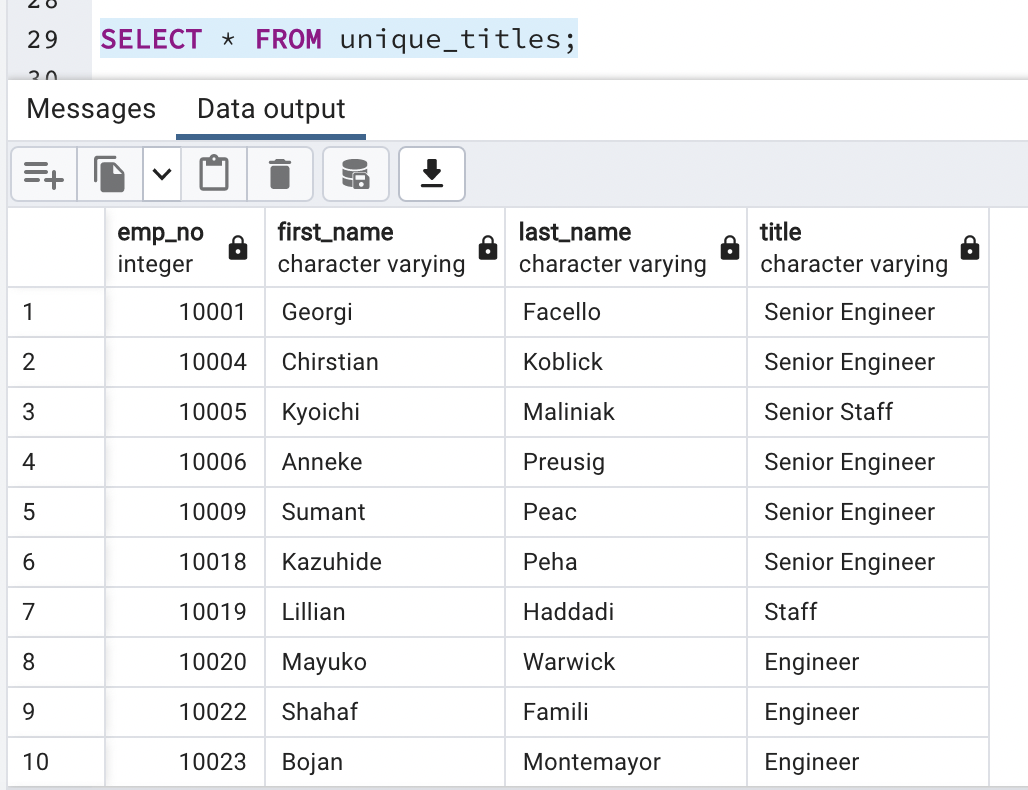 28
29 SELECT * FROM unique_titles;
30
Messages Data output
emp_no first_name last_name title
integer character varying character varying character varying
1 10001 Georgi Facello Senior Engineer
2 10004 Chirstian Koblick Senior Engineer
3 10005 Kyoichi Maliniak Senior Staff
4 10006 Anneke Preusig Senior Engineer
5 10009 Sumant Peac Senior Engineer
6 10018 Kazuhide Peha Senior Engineer
7 10019 Lillian Haddadi Staff
8 10020 Mayuko Warwick Engineer
9 10022 Shahaf Famili Engineer
10 10023 Bojan Montemayor Engineer